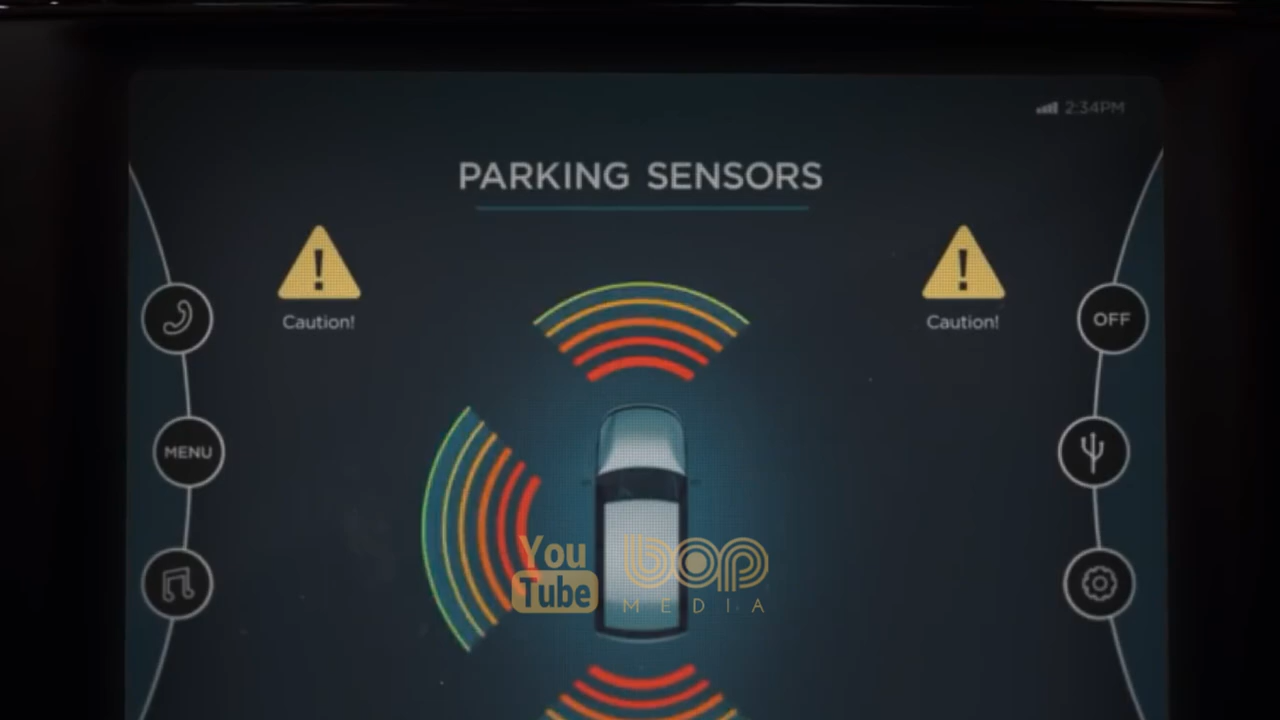 2:34PM
PARKING SENSORS
Caution!
Caution!
OFF
MENU
You
Tube
bop
MEDIA